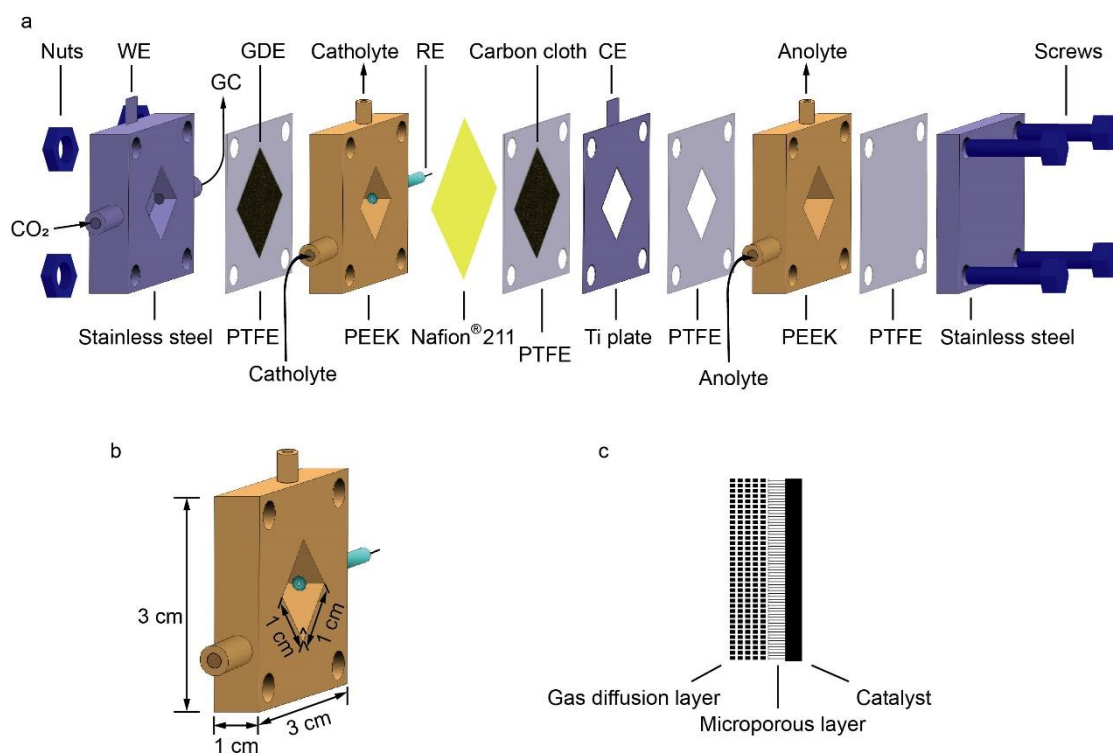 a
Nuts
WE
GC
GDE
Catholyte
RE
Carbon cloth
CE
Anolyte
Screws
CO₂
Stainless steel
PTFE
PEEK
Nafion® 211
PTFE
Ti plate
PTFE
PEEK
PTFE
Stainless steel
Catholyte
Anolyte
b
3 cm
1 cm
1 cm
1 cm
3 cm
c
Gas diffusion layer
Microporous layer
Catalyst